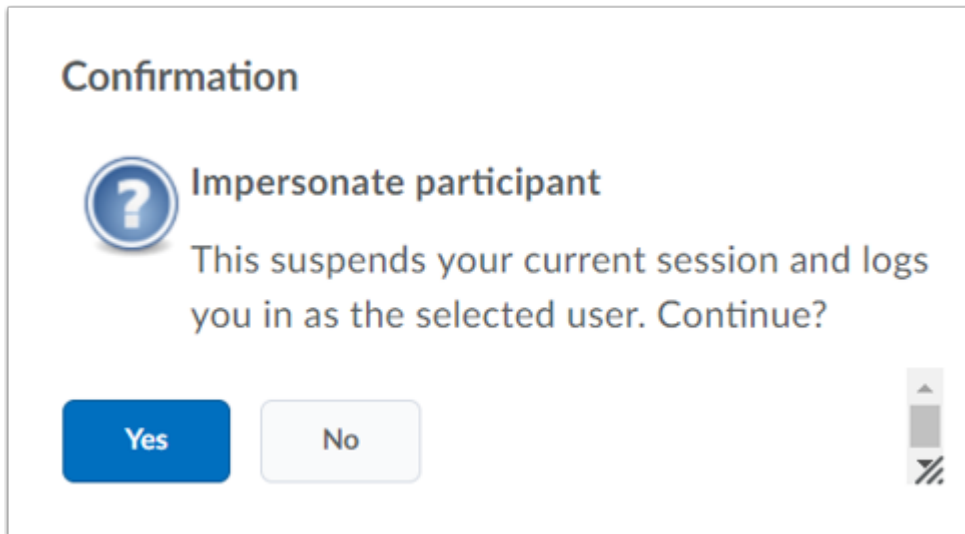 Confirmation
Impersonate participant
This suspends your current session and logs
you in as the selected user. Continue?
Yes
No